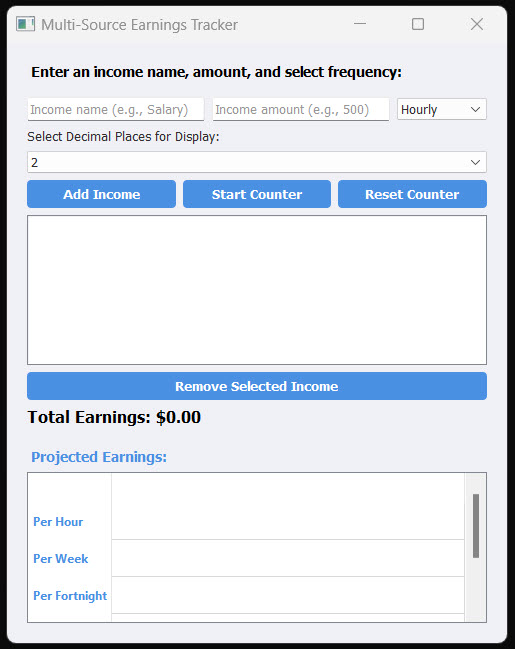 Multi-Source Earnings Tracker
Enter an income name, amount, and select frequency:
Income name (e.g., Salary) Income amount (e.g., 500) Hourly
Select Decimal Places for Display:
2
Add Income Start Counter Reset Counter
Remove Selected Income
Total Earnings: $0.00
Projected Earnings:
Per Hour
Per Week
Per Fortnight